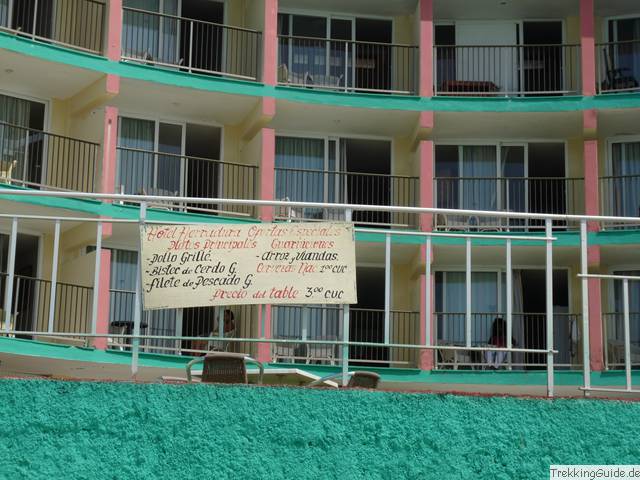 Hotel Herradura Ofertas Especiales
Platos Principales Guarniciones
-Pollo Grillé. -Arroz, Viandas.
-Bistec de Cerdo G. Cervezas Nac 1.00 CUC
-Filete de Pescado G.
Precio del table 3.00 CUC
TrekkingGuide.de